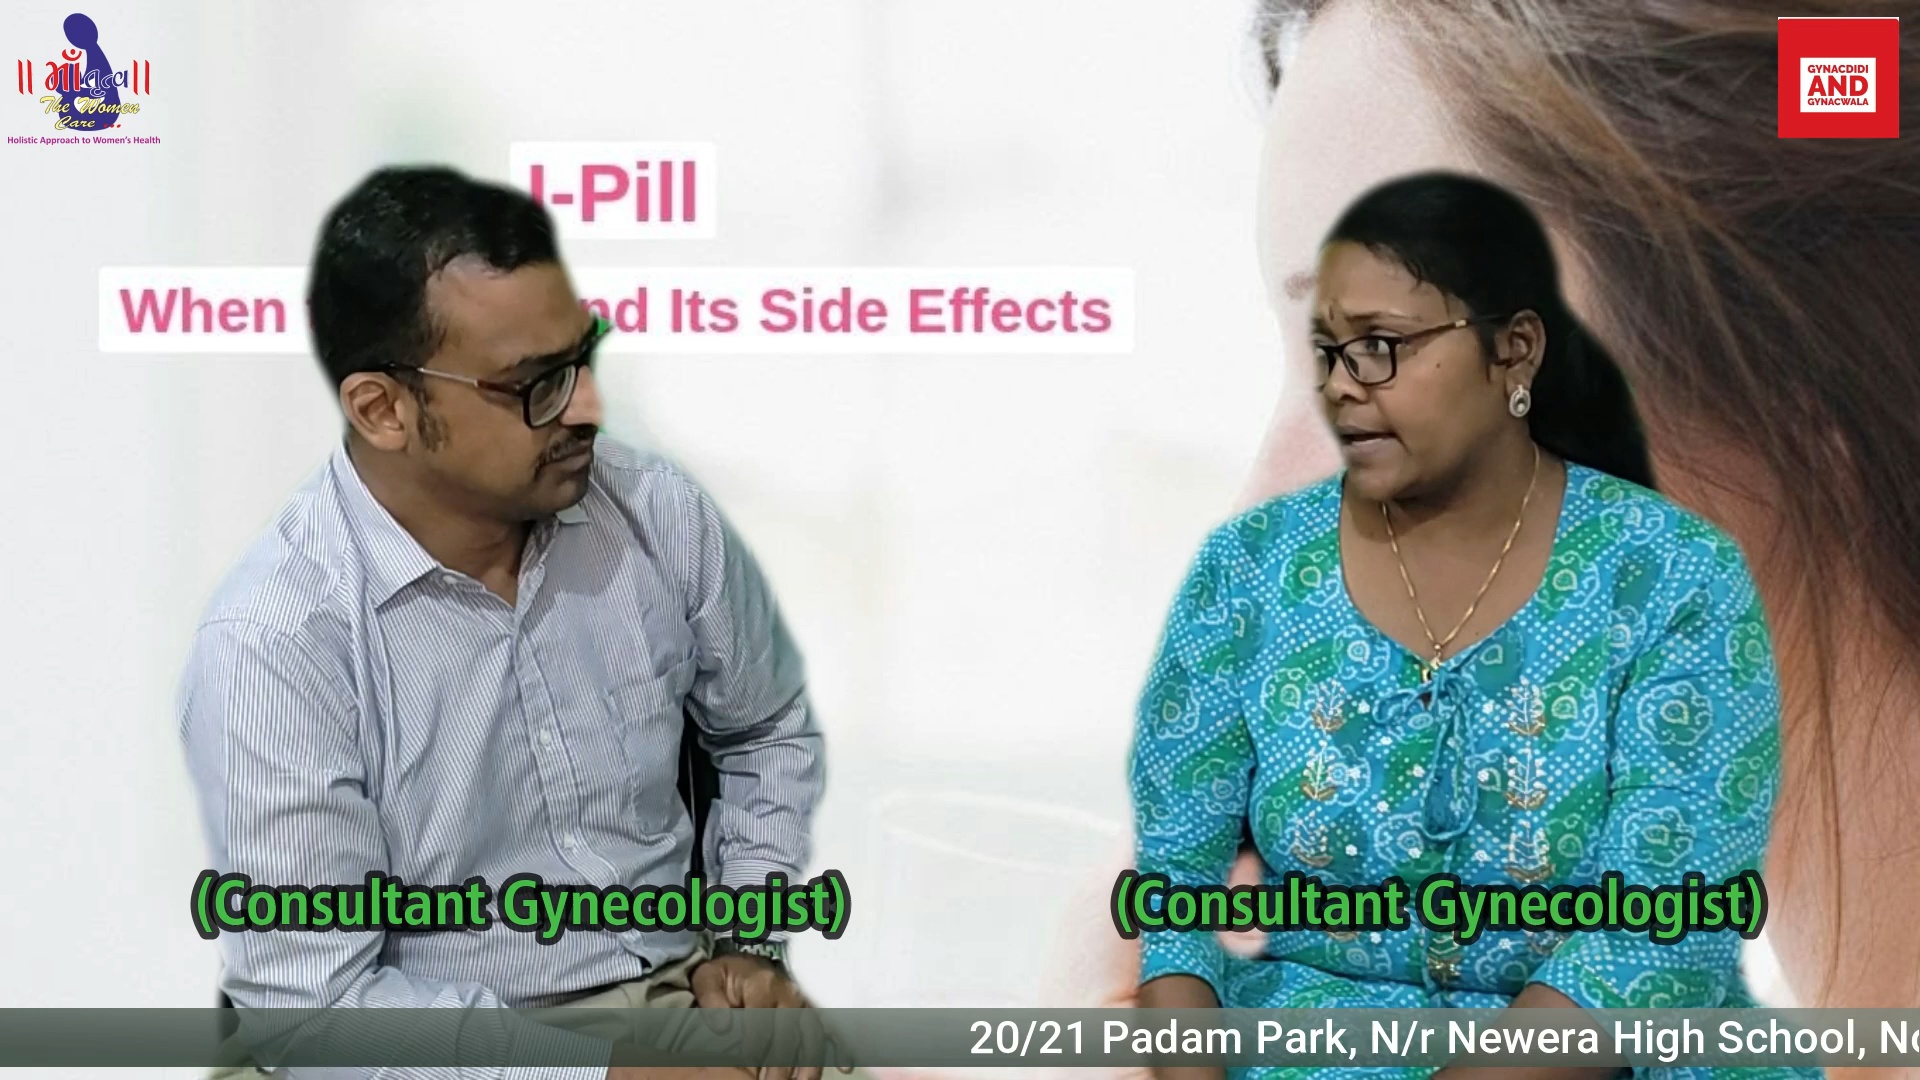 ॥ माँतृत्व ॥
The Women
Care ...
Holistic Approach to Women's Health
GYNACDIDI
AND
GYNACWALA
I-Pill
When nd Its Side Effects
(Consultant Gynecologist)
(Consultant Gynecologist)
20/21 Padam Park, N/r Newera High School, No